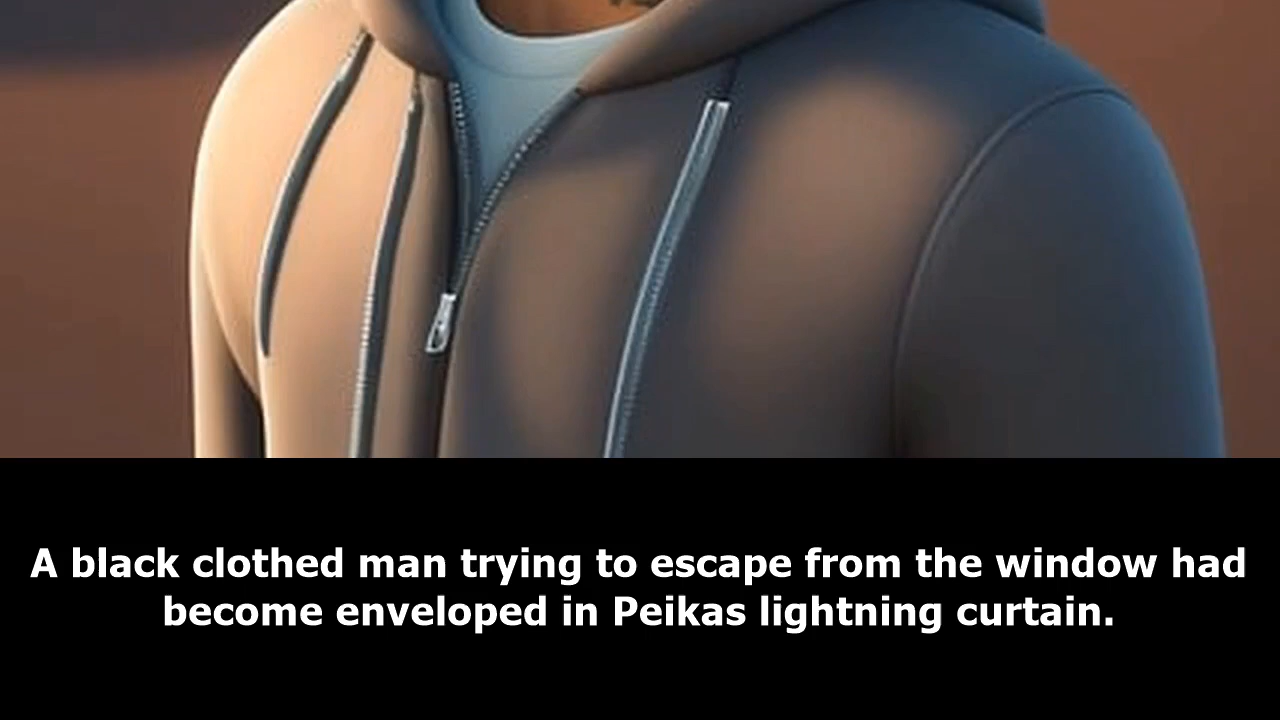 A black clothed man trying to escape from the window had
become enveloped in Peikas lightning curtain.